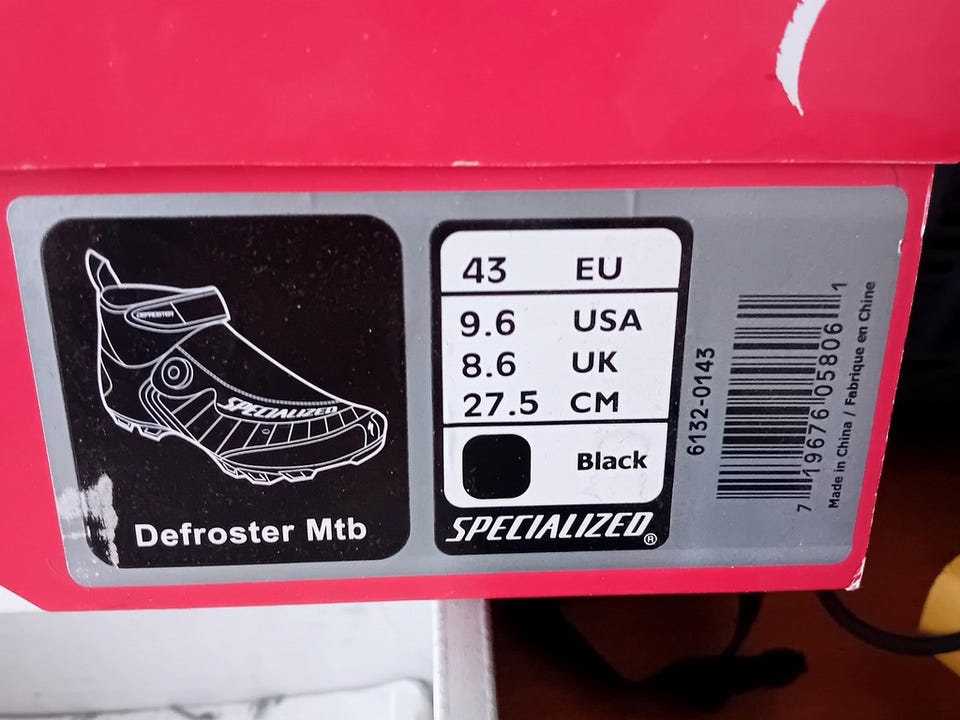 DEFROSTER
SPECIALIZED
Defroster Mtb
43 EU
9.6 USA
8.6 UK
27.5 CM
Black
SPECIALIZED®
6132-0143
7 19676 05806 1
Made in China / Fabrique en Chine